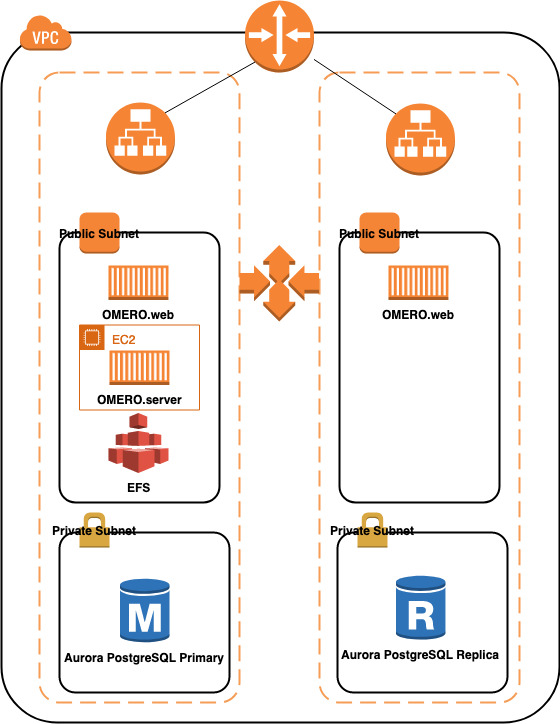 VPC
Public Subnet
Public Subnet
OMERO.web
OMERO.web
EC2
OMERO.server
EFS
Private Subnet
Private Subnet
M
R
Aurora PostgreSQL Primary
Aurora PostgreSQL Replica